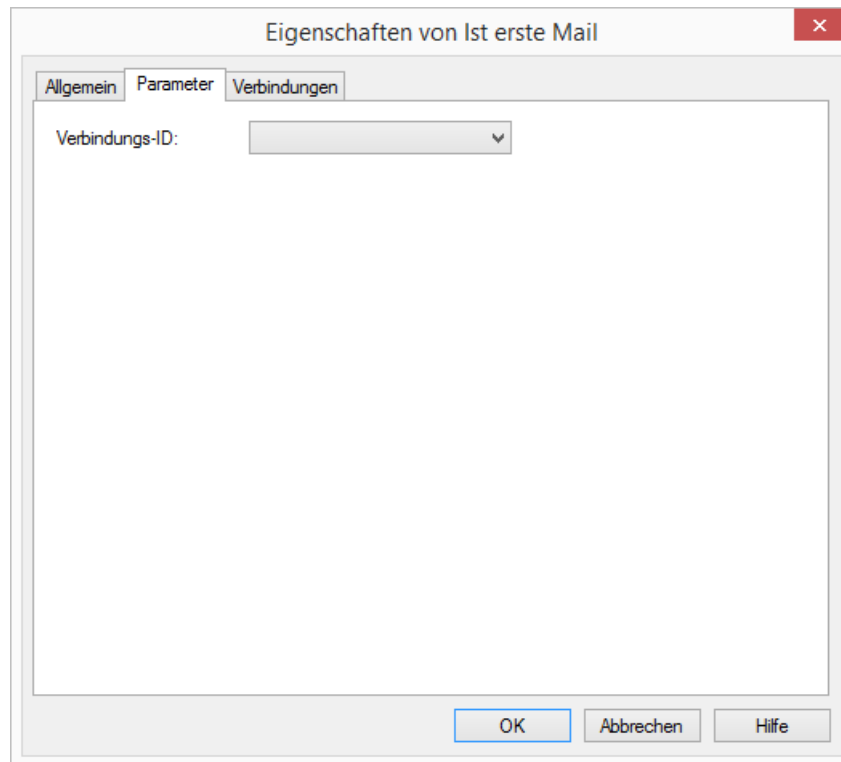 Eigenschaften von Ist erste Mail
Allgemein Parameter Verbindungen
Verbindungs-ID:
OK Abbrechen Hilfe